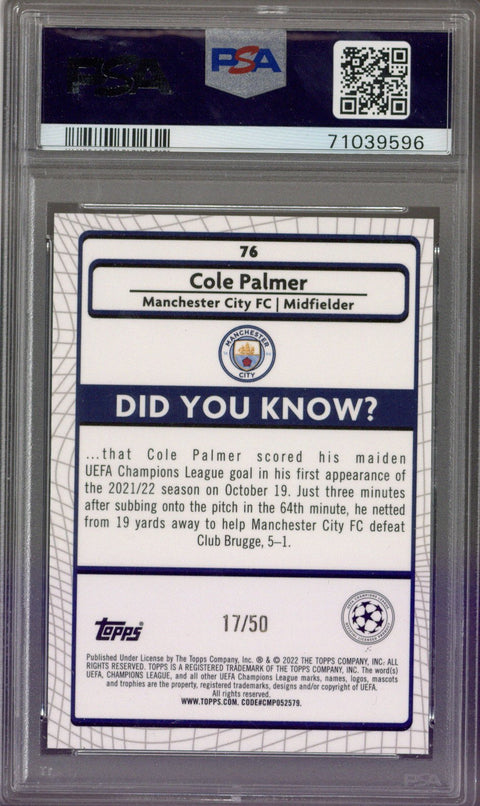 PSA
PSA
71039596
76
Cole Palmer
Manchester City FC | Midfielder
MANCHESTER
CITY
DID YOU KNOW?
...that Cole Palmer scored his maiden
UEFA Champions League goal in his first appearance of
the 2021/22 season on October 19. Just three minutes
after subbing onto the pitch in the 64th minute, he netted
from 19 yards away to help Manchester City FC defeat
Club Brugge, 5–1.
Topps
17/50
Published Under License by The Topps Company, Inc. ® & © 2022 THE TOPPS COMPANY, INC. ALL
RIGHTS RESERVED. TOPPS IS A REGISTERED TRADEMARK OF THE TOPPS COMPANY, INC. The word(s)
UEFA, CHAMPIONS LEAGUE, and all other UEFA Champions League marks, names, logos, mascots
and trophies are the property, registered trademarks, designs and/or copyright of UEFA.
All rights reserved.
WWW.TOPPS.COM. CODE#CMP052579.
PSA